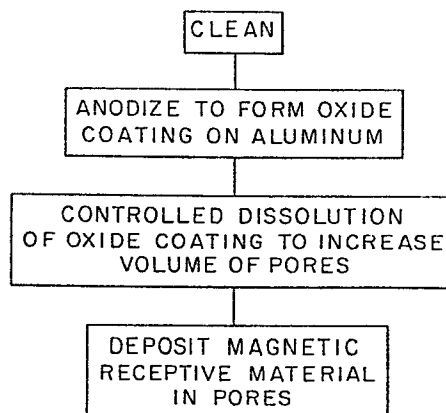 CLEAN
ANODIZE TO FORM OXIDE
COATING ON ALUMINUM
CONTROLLED DISSOLUTION
OF OXIDE COATING TO INCREASE
VOLUME OF PORES
DEPOSIT MAGNETIC
RECEPTIVE MATERIAL
IN PORES